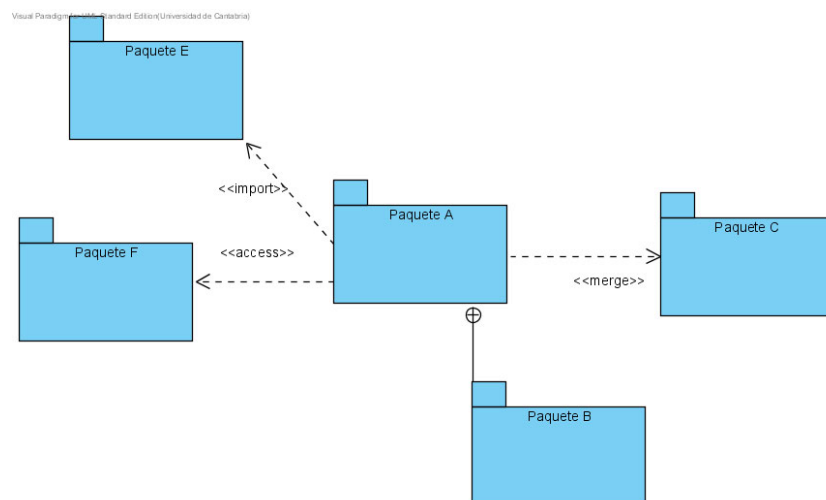 Visual Paradigm for UML Standard Edition(Universidad de Cantabria)
Paquete E
<<import>>
Paquete A
Paquete C
Paquete F
<<access>>
<<merge>>
Paquete B